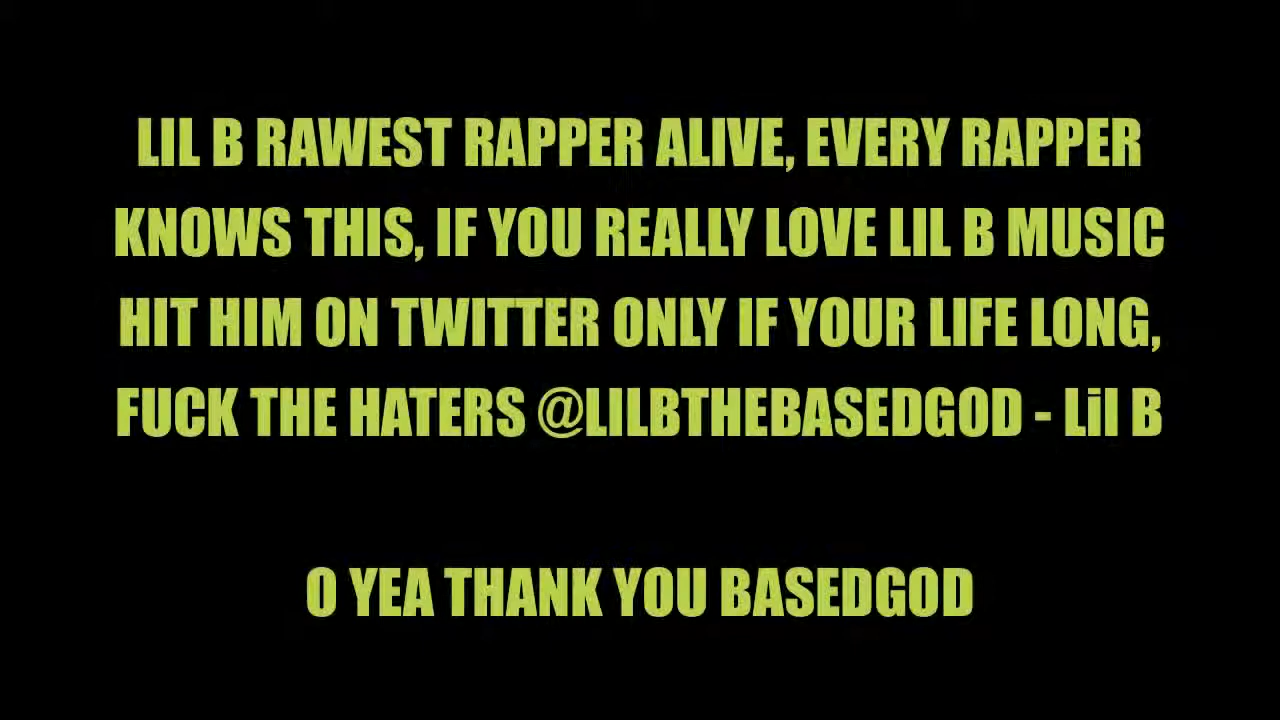 LIL B RAWEST RAPPER ALIVE, EVERY RAPPER
KNOWS THIS, IF YOU REALLY LOVE LIL B MUSIC
HIT HIM ON TWITTER ONLY IF YOUR LIFE LONG,
FUCK THE HATERS @LILBTHEBASEDGOD - Lil B
O YEA THANK YOU BASEDGOD